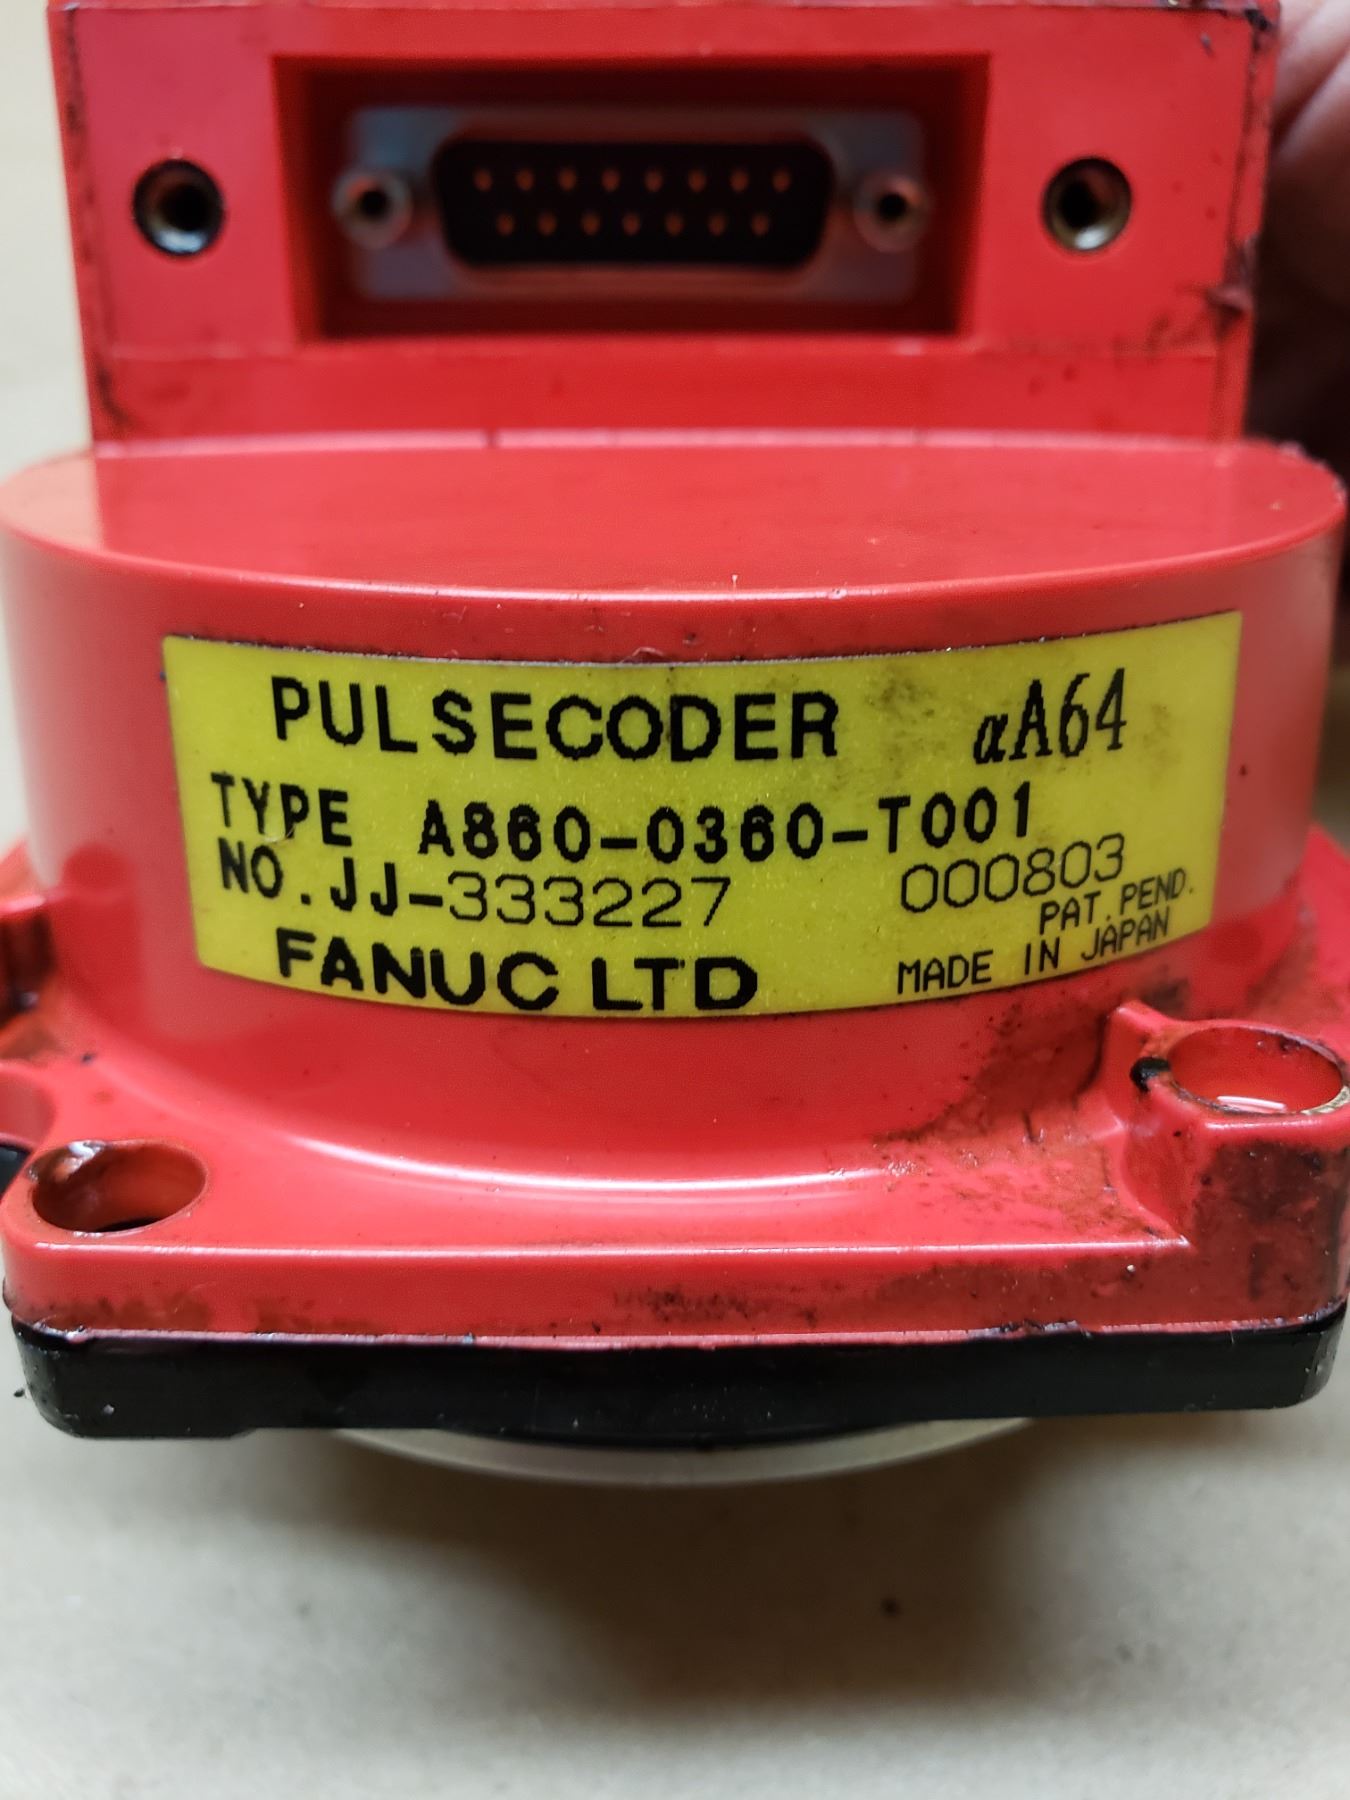 PULSECODER αA64
TYPE A860-0360-T001
NO. JJ-333227 000803
PAT. PEND.
FANUC LTD MADE IN JAPAN